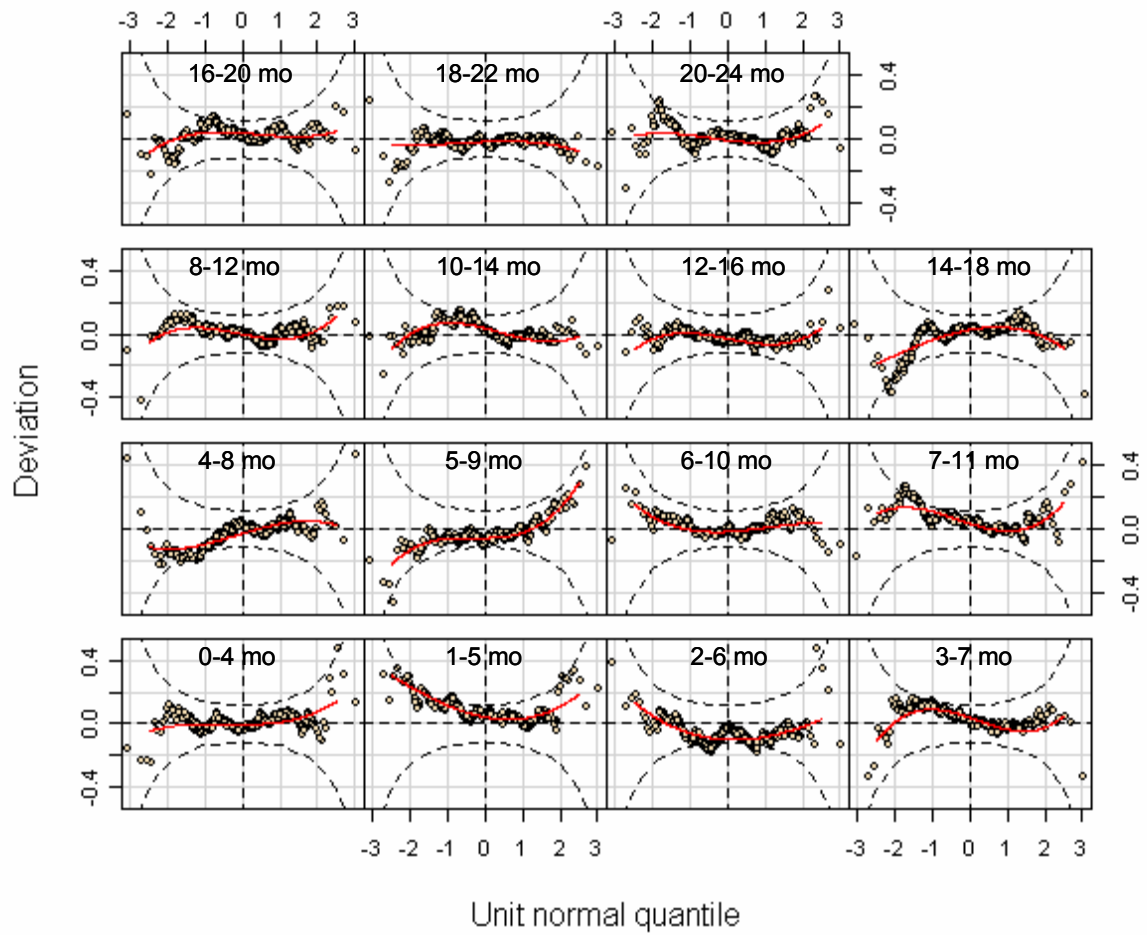 -3 -2 -1 0 1 2 3 -3 -2 -1 0 1 2 3
16-20 mo 18-22 mo 20-24 mo
0.4
0.0
-0.4
8-12 mo 10-14 mo 12-16 mo 14-18 mo
0.4
0.0
-0.4
Deviation
4-8 mo 5-9 mo 6-10 mo 7-11 mo
0.4
0.0
-0.4
0-4 mo 1-5 mo 2-6 mo 3-7 mo
0.4
0.0
-0.4
-3 -2 -1 0 1 2 3 -3 -2 -1 0 1 2 3
Unit normal quantile